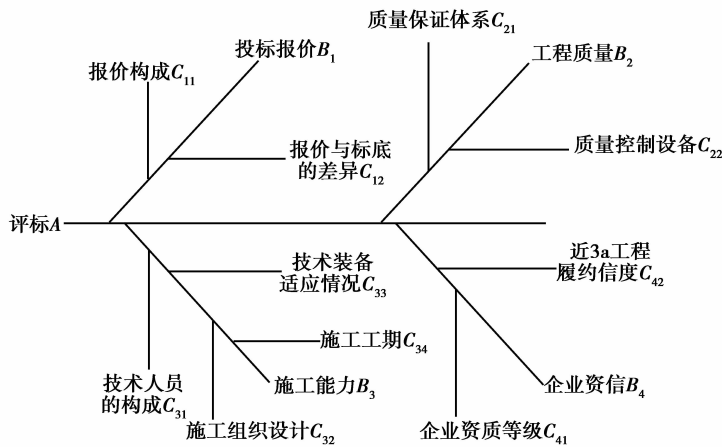 质量保证体系C21
投标报价B1
工程质量B2
报价构成C11
报价与标底
的差异C12
质量控制设备C22
评标A
技术装备
适应情况C33
近3a工程
履约信度C42
施工工期C34
技术人员
的构成C31
施工能力B3
企业资信B4
施工组织设计C32
企业资质等级C41